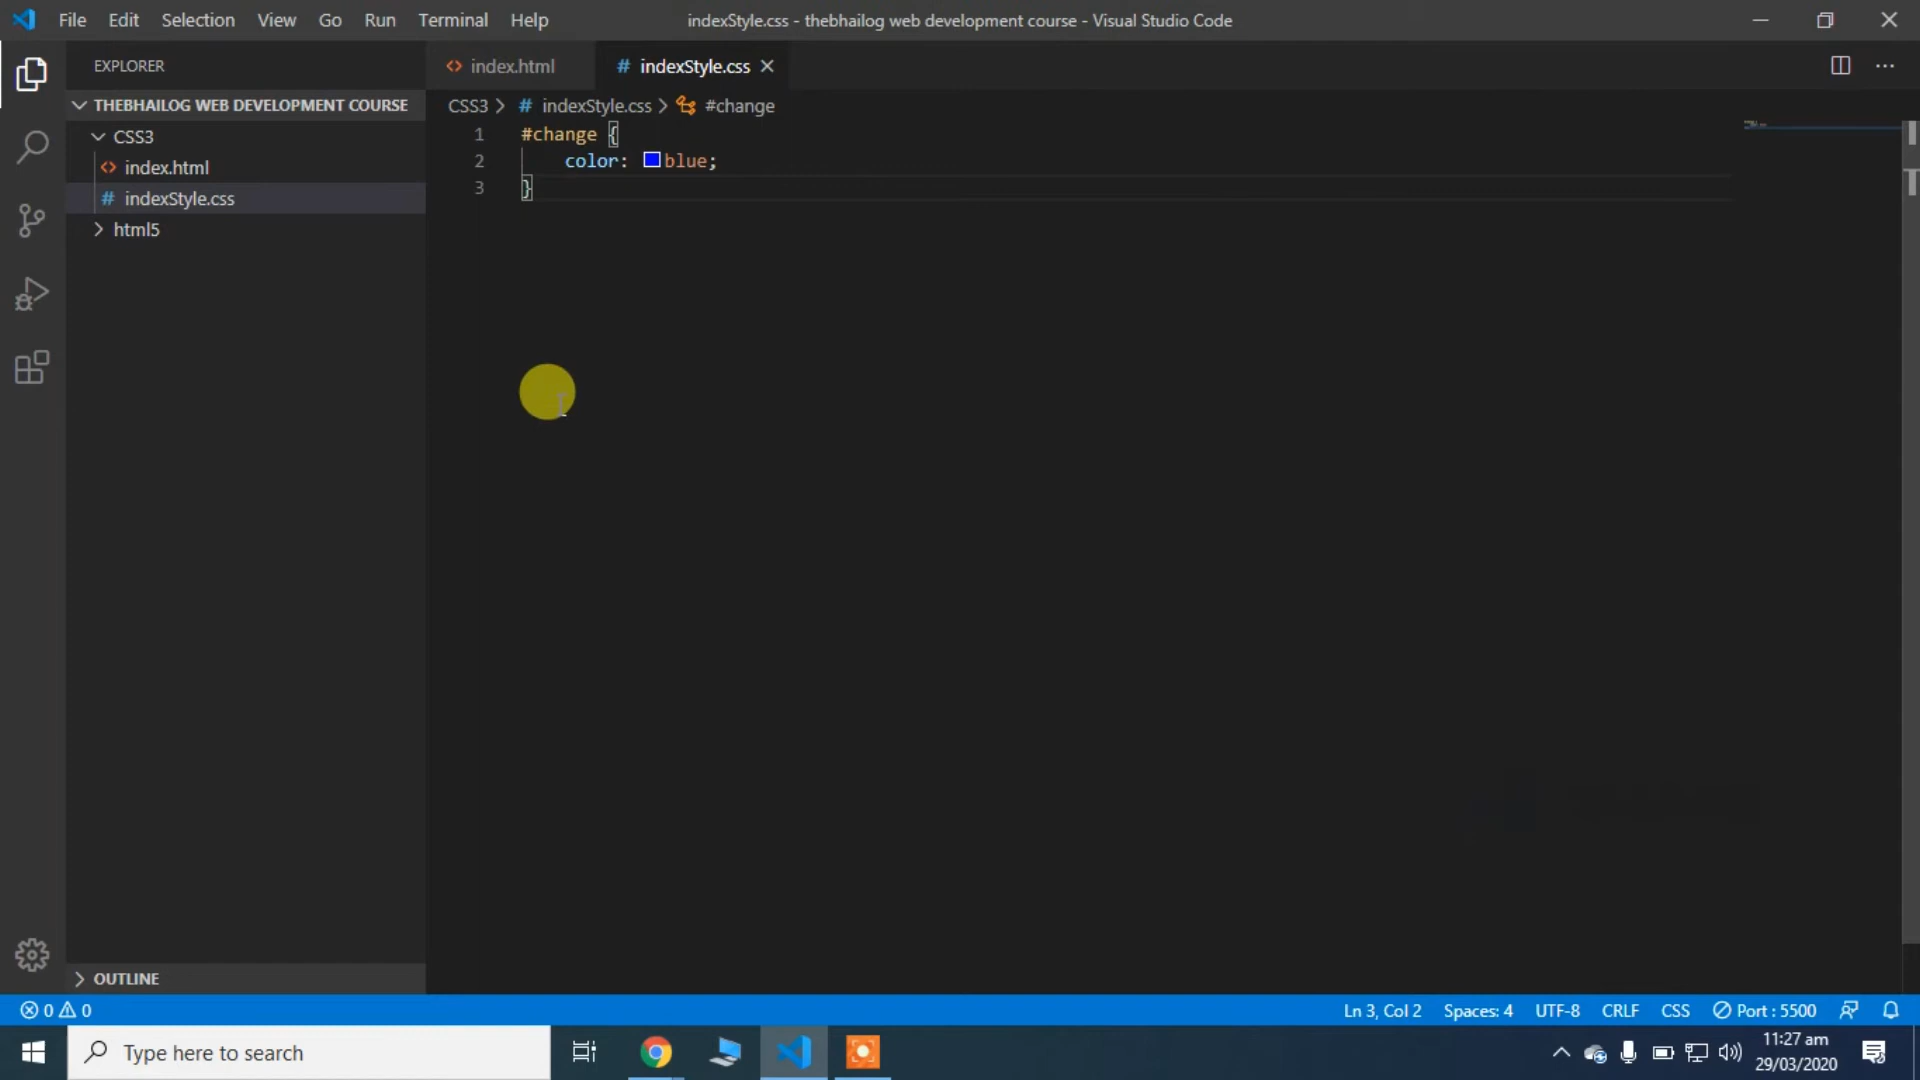 File Edit Selection View Go Run Terminal Help
indexStyle.css - thebhailog web development course - Visual Studio Code
EXPLORER
THEBHAILOG WEB DEVELOPMENT COURSE
CSS3
index.html
indexStyle.css
html5
OUTLINE
index.html
# indexStyle.css
CSS3 > # indexStyle.css > #change
1 #change {
2 color: blue;
3 }
0 0
Ln 3, Col 2 Spaces: 4 UTF-8 CRLF CSS Port : 5500
Type here to search
11:27 am
29/03/2020